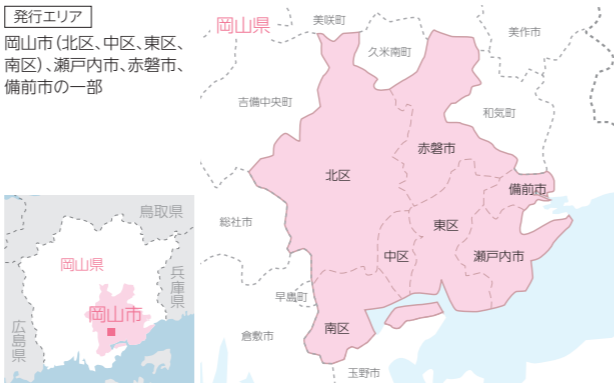 発行エリア
岡山市(北区、中区、東区、
南区)、瀬戸内市、赤磐市、
備前市の一部
岡山県
美咲町
久米南町
美作市
吉備中央町
和気町
赤磐市
北区
備前市
総社市
東区
中区
瀬戸内市
早島町
南区
倉敷市
玉野市
鳥取県
岡山県
兵庫県
岡山市
広島県